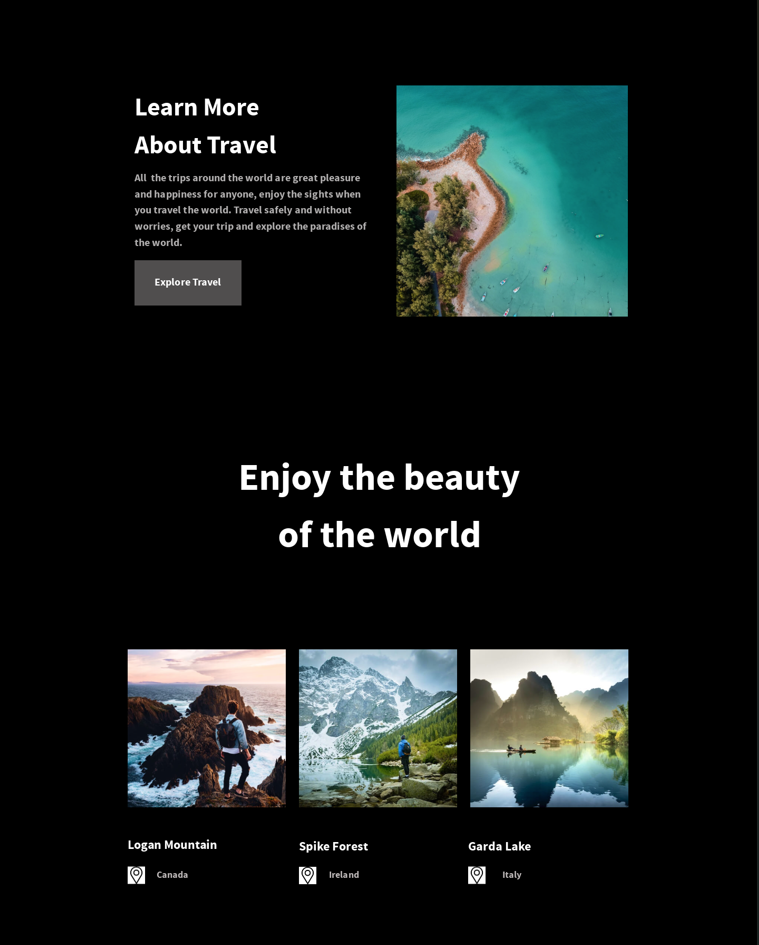 Learn More
About Travel
All the trips around the world are great pleasure
and happiness for anyone, enjoy the sights when
you travel the world. Travel safely and without
worries, get your trip and explore the paradises of
the world.
Explore Travel
Enjoy the beauty
of the world
Logan Mountain
Canada
Spike Forest
Ireland
Garda Lake
Italy